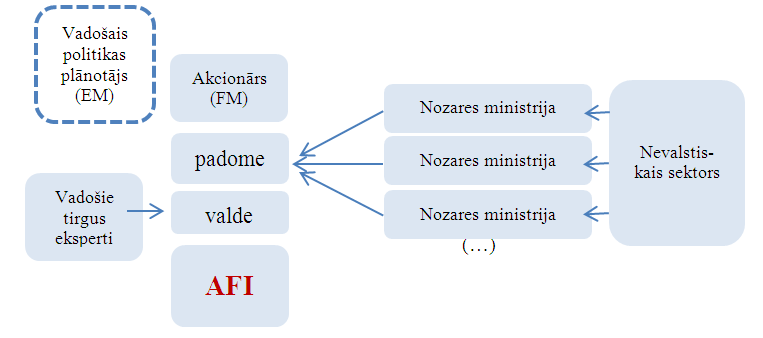 Vadošais
politikas
plānotājs
(EM)
Akcionārs
(FM)
padome
valde
AFI
Vadošie
tirgus
eksperti
Nozares ministrija
Nozares ministrija
Nozares ministrija
(…)
Nevalstis-
kais sektors